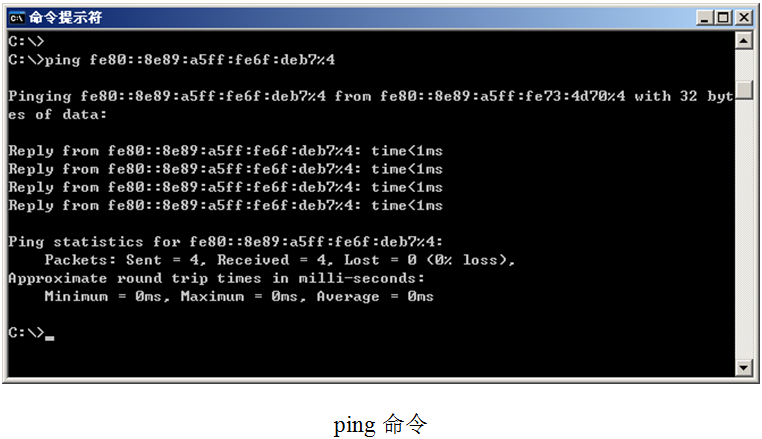 命令提示符
C:\>
C:\>ping fe80::8e89:a5ff:fe6f:deb7%4
Pinging fe80::8e89:a5ff:fe6f:deb7%4 from fe80::8e89:a5ff:fe73:4d70%4 with 32 byt
es of data:
Reply from fe80::8e89:a5ff:fe6f:deb7%4: time<1ms
Reply from fe80::8e89:a5ff:fe6f:deb7%4: time<1ms
Reply from fe80::8e89:a5ff:fe6f:deb7%4: time<1ms
Reply from fe80::8e89:a5ff:fe6f:deb7%4: time<1ms
Ping statistics for fe80::8e89:a5ff:fe6f:deb7%4:
    Packets: Sent = 4, Received = 4, Lost = 0 (0% loss),
Approximate round trip times in milli-seconds:
    Minimum = 0ms, Maximum = 0ms, Average = 0ms
C:\>_
ping 命令